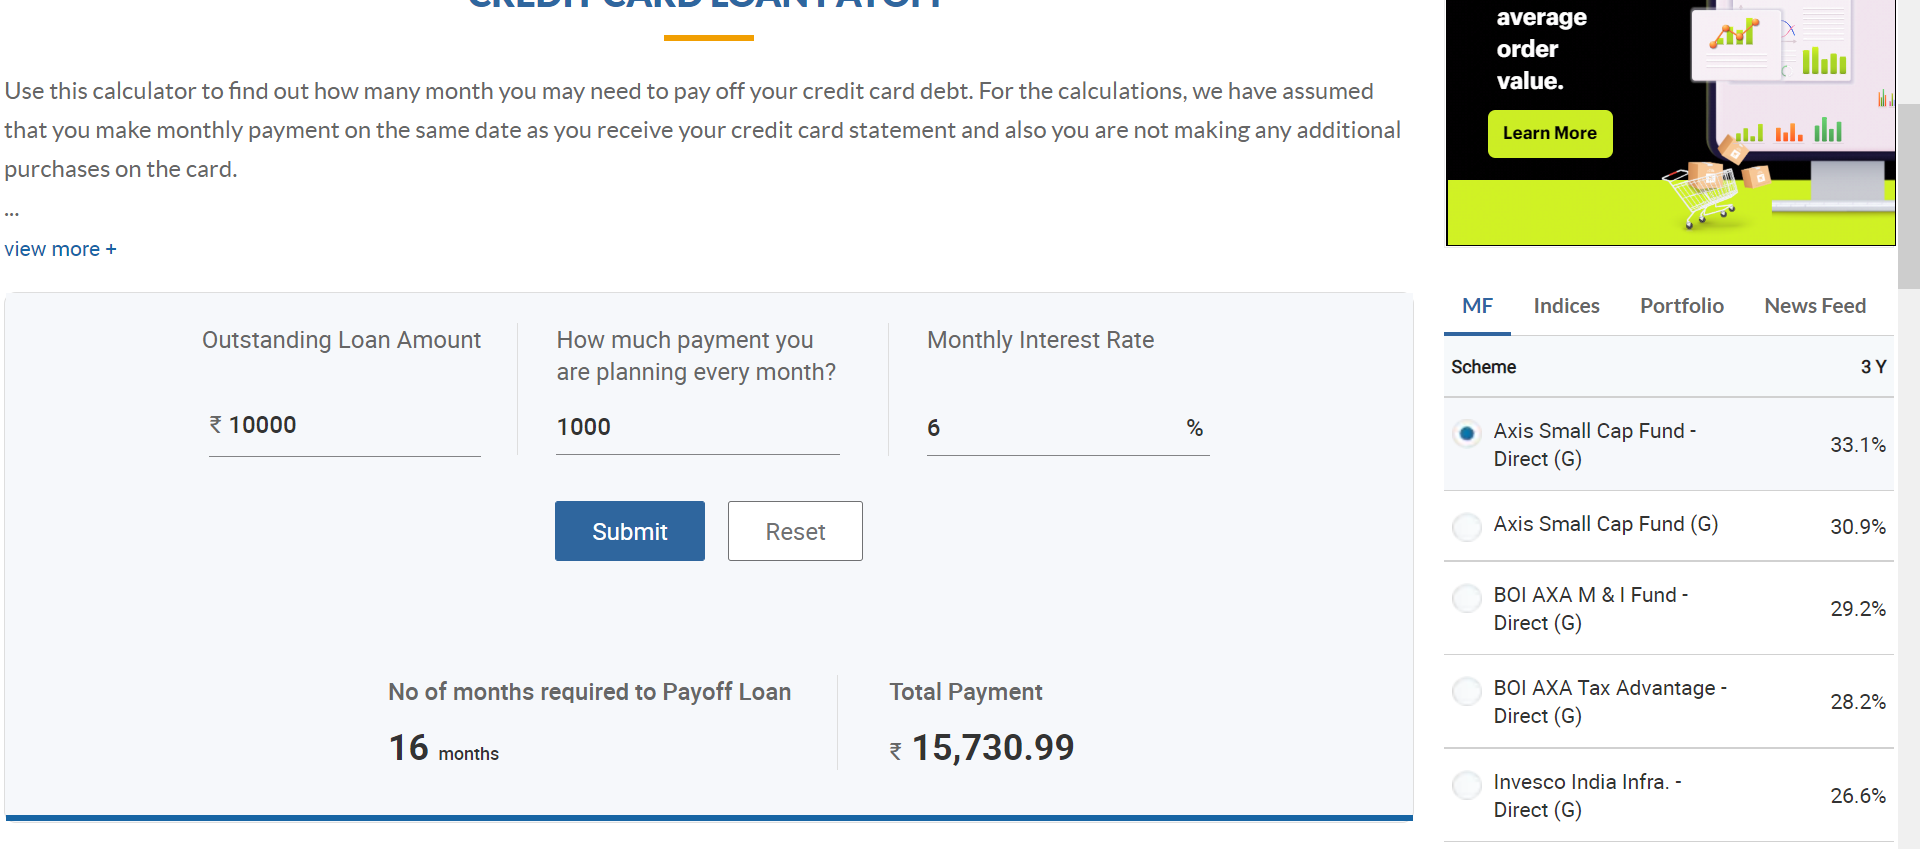 CREDIT CARD LOAN PAYOFF
Use this calculator to find out how many month you may need to pay off your credit card debt. For the calculations, we have assumed
that you make monthly payment on the same date as you receive your credit card statement and also you are not making any additional
purchases on the card.
...
view more +
Outstanding Loan Amount
₹ 10000
How much payment you
are planning every month?
1000
Monthly Interest Rate
6 %
Submit
Reset
No of months required to Payoff Loan
16 months
Total Payment
₹ 15,730.99
average
order
value.
Learn More
MF Indices Portfolio News Feed
Scheme 3 Y
Axis Small Cap Fund -
Direct (G)
33.1%
Axis Small Cap Fund (G) 30.9%
BOI AXA M & I Fund -
Direct (G)
29.2%
BOI AXA Tax Advantage -
Direct (G)
28.2%
Invesco India Infra. -
Direct (G)
26.6%